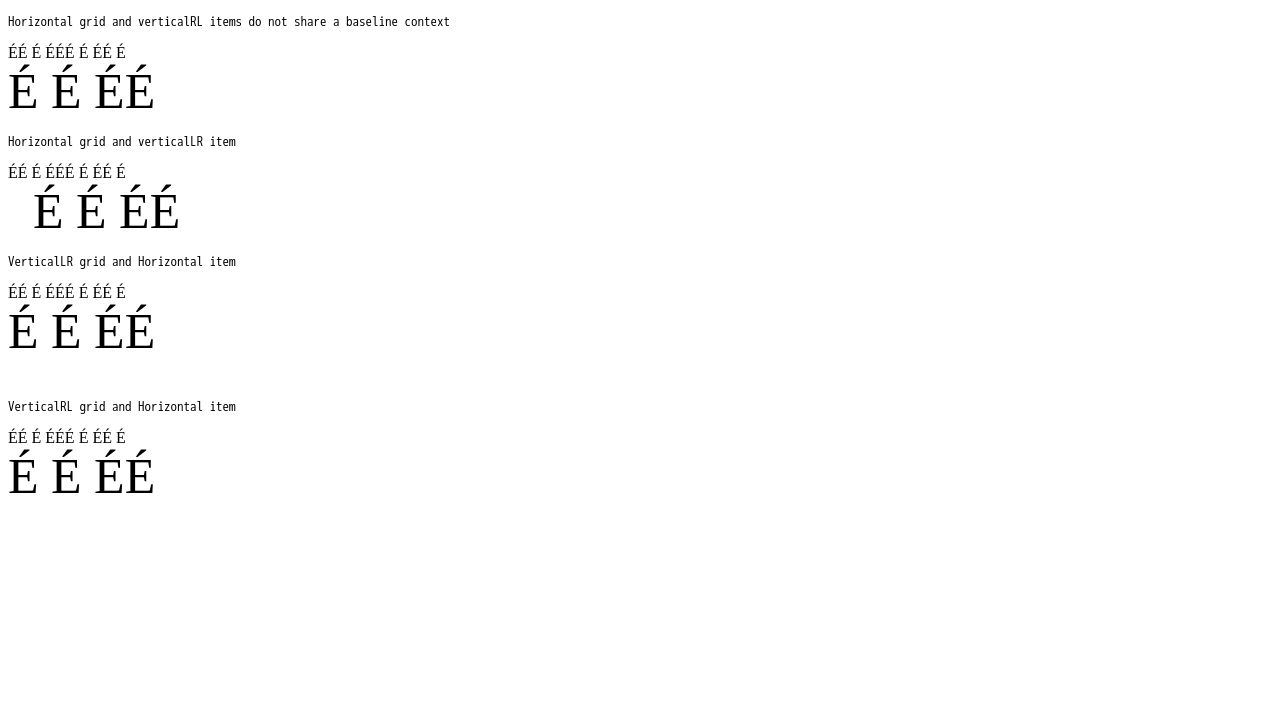 Horizontal grid and verticalRL items do not share a baseline context
ÉÉ É ÉÉÉ É ÉÉ É
É É ÉÉ
Horizontal grid and verticalLR item
ÉÉ É ÉÉÉ É ÉÉ É
É É ÉÉ
VerticalLR grid and Horizontal item
ÉÉ É ÉÉÉ É ÉÉ É
É É ÉÉ
VerticalRL grid and Horizontal item
ÉÉ É ÉÉÉ É ÉÉ É
É É ÉÉ